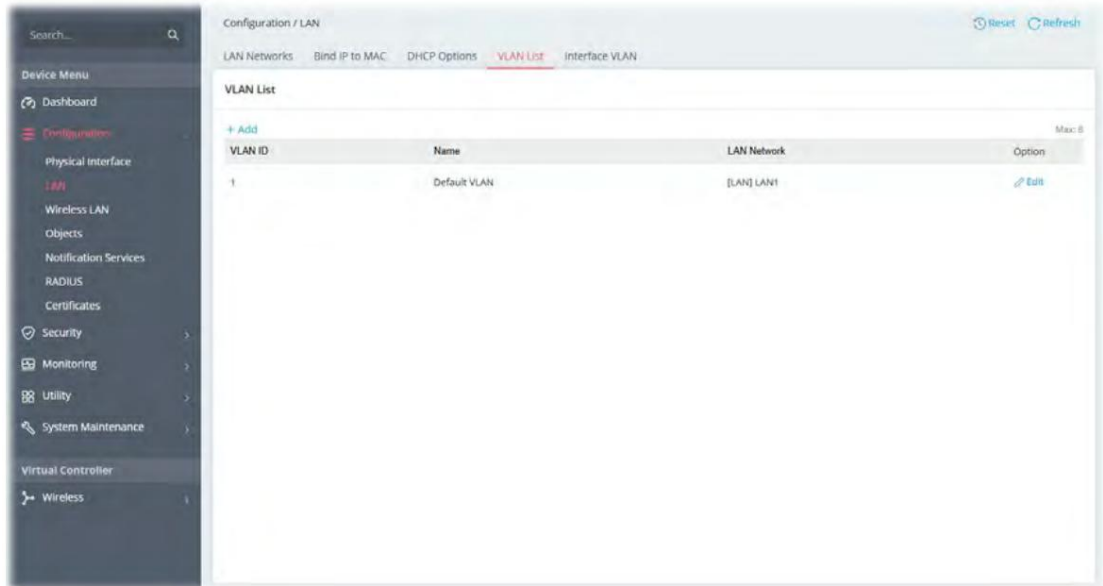 Search...
Configuration / LAN
Reset Refresh
LAN Networks Bind IP to MAC DHCP Options VLAN List Interface VLAN
Device Menu
Dashboard
Configuration
Physical Interface
LAN
Wireless LAN
Objects
Notification Services
RADIUS
Certificates
Security
Monitoring
Utility
System Maintenance
Virtual Controller
Wireless
VLAN List
+ Add
Max: 8
VLAN ID Name LAN Network Option
1 Default VLAN [LAN] LAN1 Edit